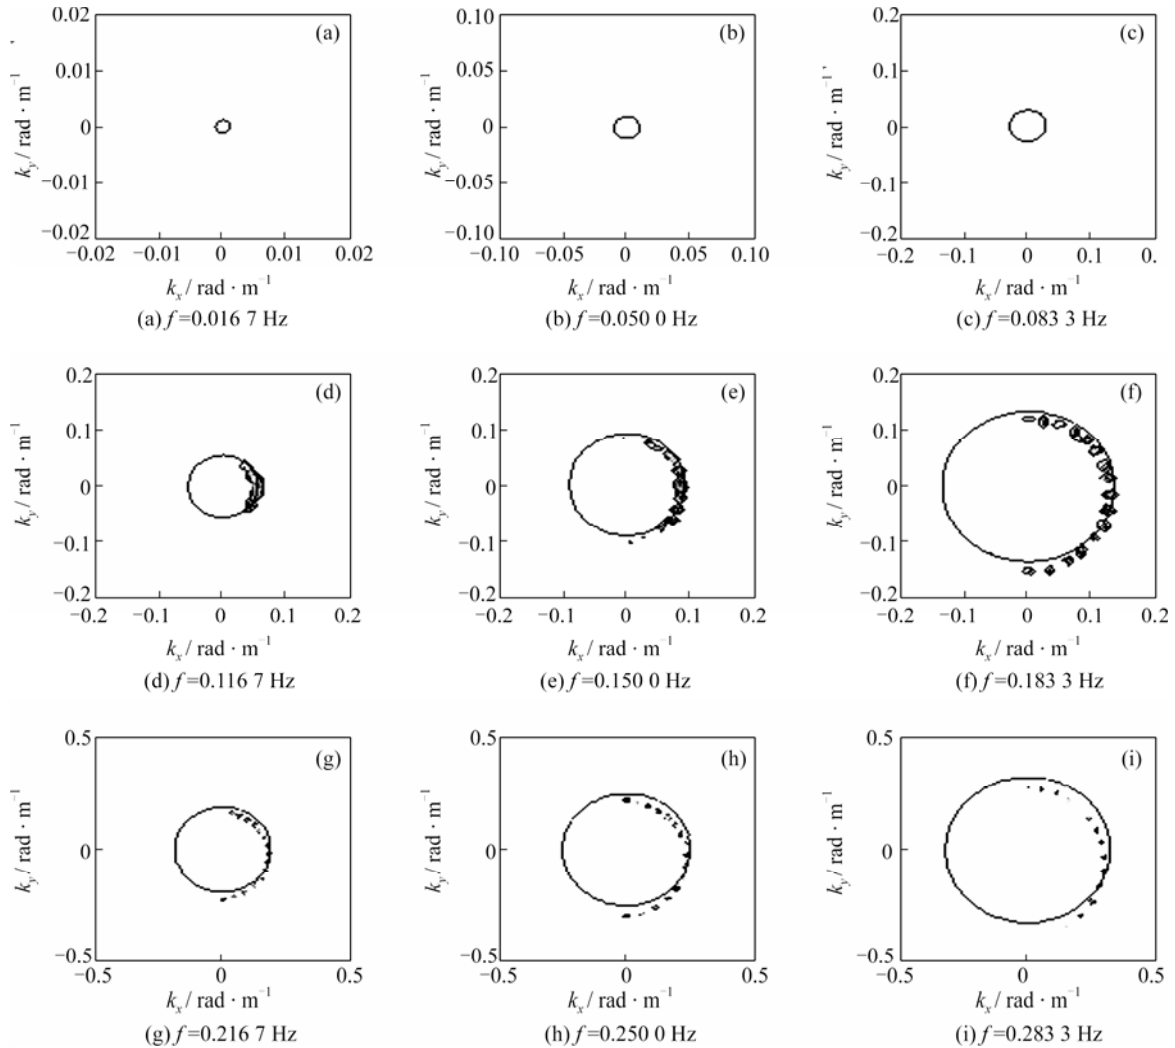 (a)
k_y / rad · m⁻¹
0.02
0.01
0
−0.01
−0.02
−0.02 −0.01 0 0.01 0.02
k_x / rad · m⁻¹
(a) f=0.016 7 Hz
(b)
k_y / rad · m⁻¹
0.10
0.05
0
−0.05
−0.10
−0.10 −0.05 0 0.05 0.10
k_x / rad · m⁻¹
(b) f=0.050 0 Hz
(c)
k_y / rad · m⁻¹
0.2
0.1
0
−0.1
−0.2
−0.2 −0.1 0 0.1 0.
k_x / rad · m⁻¹
(c) f=0.083 3 Hz
(d)
k_y / rad · m⁻¹
0.2
0.1
0
−0.1
−0.2
−0.2 −0.1 0 0.1 0.2
k_x / rad · m⁻¹
(d) f=0.116 7 Hz
(e)
k_y / rad · m⁻¹
0.2
0.1
0
−0.1
−0.2
−0.2 −0.1 0 0.1 0.2
k_x / rad · m⁻¹
(e) f=0.150 0 Hz
(f)
k_y / rad · m⁻¹
0.2
0.1
0
−0.1
−0.2
−0.2 −0.1 0 0.1 0.2
k_x / rad · m⁻¹
(f) f=0.183 3 Hz
(g)
k_y / rad · m⁻¹
0.5
0
−0.5
−0.5 0 0.5
k_x / rad · m⁻¹
(g) f=0.216 7 Hz
(h)
k_y / rad · m⁻¹
0.5
0
−0.5
−0.5 0 0.5
k_x / rad · m⁻¹
(h) f=0.250 0 Hz
(i)
k_y / rad · m⁻¹
0.5
0
−0.5
−0.5 0 0.5
k_x / rad · m⁻¹
(i) f=0.283 3 Hz